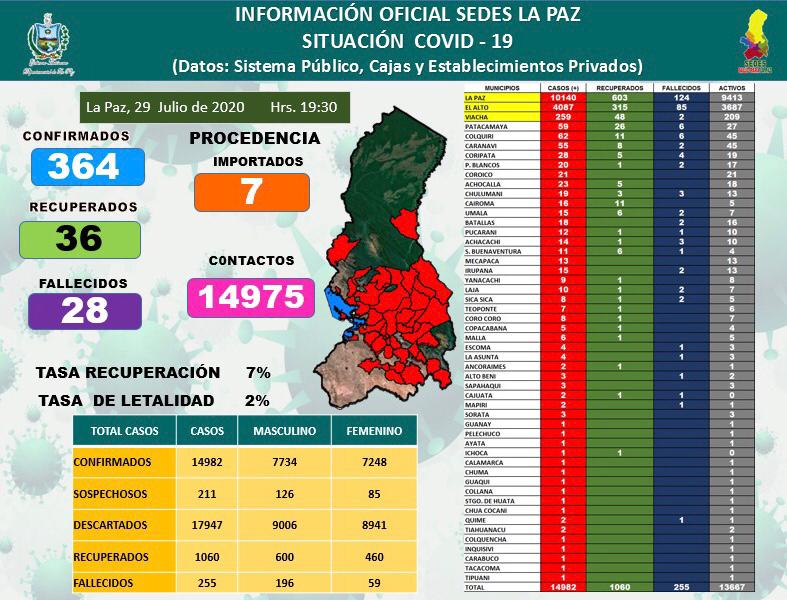 INFORMACIÓN OFICIAL SEDES LA PAZ
SITUACIÓN COVID - 19
(Datos: Sistema Público, Cajas y Establecimientos Privados)
La Paz, 29 Julio de 2020 Hrs. 19:30
CONFIRMADOS
364
RECUPERADOS
36
FALLECIDOS
28
PROCEDENCIA
IMPORTADOS
7
CONTACTOS
14975
TASA RECUPERACIÓN 7%
TASA DE LETALIDAD 2%
TOTAL CASOS CASOS MASCULINO FEMENINO
CONFIRMADOS 14982 7734 7248
SOSPECHOSOS 211 126 85
DESCARTADOS 17947 9006 8941
RECUPERADOS 1060 600 460
FALLECIDOS 255 196 59
MUNICIPIOS CASOS (+) RECUPERADOS FALLECIDOS ACTIVOS
LA PAZ 10140 603 124 9413
EL ALTO 4087 315 85 3687
VIACHA 259 48 2 209
PATACAMAYA 59 26 6 27
COLQUIRI 62 11 6 45
CARANAVI 55 8 2 45
CORIPATA 28 5 4 19
P. BLANCOS 20 1 2 17
COROICO 21 21
ACHOCALLA 23 5 18
CHULUMANI 19 3 3 13
CAIROMA 16 11 5
UMALA 15 6 2 7
BATALLAS 18 2 16
PUCARANI 12 1 1 10
ACHACACHI 14 1 3 10
S. BUENAVENTURA 11 6 1 4
MECAPACA 13 13
IRUPANA 15 2 13
YANACACHI 9 1 8
LAJA 10 1 2 7
SICA SICA 8 1 2 5
TEOPONTE 7 1 6
CORO CORO 8 1 7
COPACABANA 5 1 4
MALLA 6 1 5
ESCOMA 4 1 3
LA ASUNTA 4 1 3
ANCORAIMES 2 1 1
ALTO BENI 3 1 2
SAPAHAQUI 3 3
CAJUATA 2 1 1 0
MAPIRI 2 1 1
SORATA 3 3
GUANAY 1 1
PELECHUCO 1 1
AYATA 1 1
ICHOCA 1 1 0
CALAMARCA 1 1
CHUMA 1 1
GUAQUI 1 1
COLLANA 1 1
STGO. DE HUATA 1 1
CHUA COCANI 1 1
QUIME 2 1 1
TIAHUANACU 2 2
COLQUENCHA 1 1
INQUISIVI 1 1
CARABUCO 1 1
TACACOMA 1 1
TIPUANI 1 1
TOTAL 14982 1060 255 13667
SEDES